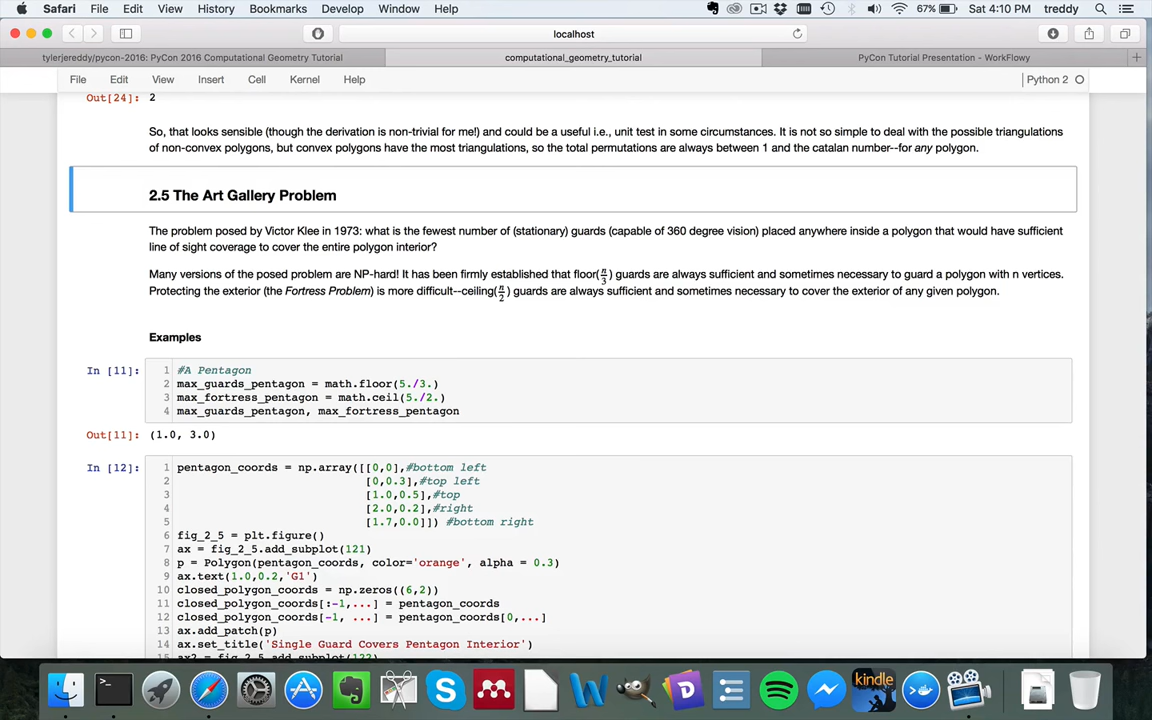 Safari File Edit View History Bookmarks Develop Window Help 67% Sat 4:10 PM treddy
localhost
tylerjereddy/pycon-2016: PyCon 2016 Computational Geometry Tutorial computational_geometry_tutorial PyCon Tutorial Presentation - WorkFlowy
File Edit View Insert Cell Kernel Help Python 2
Out[24]: 2
So, that looks sensible (though the derivation is non-trivial for me!) and could be a useful i.e., unit test in some circumstances. It is not so simple to deal with the possible triangulations
of non-convex polygons, but convex polygons have the most triangulations, so the total permutations are always between 1 and the catalan number--for any polygon.
2.5 The Art Gallery Problem
The problem posed by Victor Klee in 1973: what is the fewest number of (stationary) guards (capable of 360 degree vision) placed anywhere inside a polygon that would have sufficient
line of sight coverage to cover the entire polygon interior?
Many versions of the posed problem are NP-hard! It has been firmly established that floor(n/3) guards are always sufficient and sometimes necessary to guard a polygon with n vertices.
Protecting the exterior (the Fortress Problem) is more difficult--ceiling(n/2) guards are always sufficient and sometimes necessary to cover the exterior of any given polygon.
Examples
In [11]: 1 #A Pentagon
2 max_guards_pentagon = math.floor(5./3.)
3 max_fortress_pentagon = math.ceil(5./2.)
4 max_guards_pentagon, max_fortress_pentagon
Out[11]: (1.0, 3.0)
In [12]: 1 pentagon_coords = np.array([[0,0],#bottom left
2 [0,0.3],#top left
3 [1.0,0.5],#top
4 [2.0,0.2],#right
5 [1.7,0.0]]) #bottom right
6 fig_2_5 = plt.figure()
7 ax = fig_2_5.add_subplot(121)
8 p = Polygon(pentagon_coords, color='orange', alpha = 0.3)
9 ax.text(1.0,0.2,'G1')
10 closed_polygon_coords = np.zeros((6,2))
11 closed_polygon_coords[:-1,...] = pentagon_coords
12 closed_polygon_coords[-1, ...] = pentagon_coords[0,...]
13 ax.add_patch(p)
14 ax.set_title('Single Guard Covers Pentagon Interior')
15 ax2 = fig_2_5.add_subplot(122)
kindle